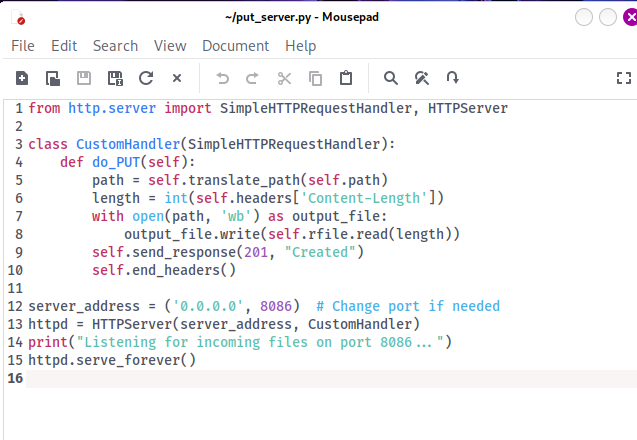 ~/put_server.py - Mousepad
File Edit Search View Document Help
1 from http.server import SimpleHTTPRequestHandler, HTTPServer
2
3 class CustomHandler(SimpleHTTPRequestHandler):
4     def do_PUT(self):
5         path = self.translate_path(self.path)
6         length = int(self.headers['Content-Length'])
7         with open(path, 'wb') as output_file:
8             output_file.write(self.rfile.read(length))
9         self.send_response(201, "Created")
10         self.end_headers()
11
12 server_address = ('0.0.0.0', 8086)  # Change port if needed
13 httpd = HTTPServer(server_address, CustomHandler)
14 print("Listening for incoming files on port 8086...")
15 httpd.serve_forever()
16